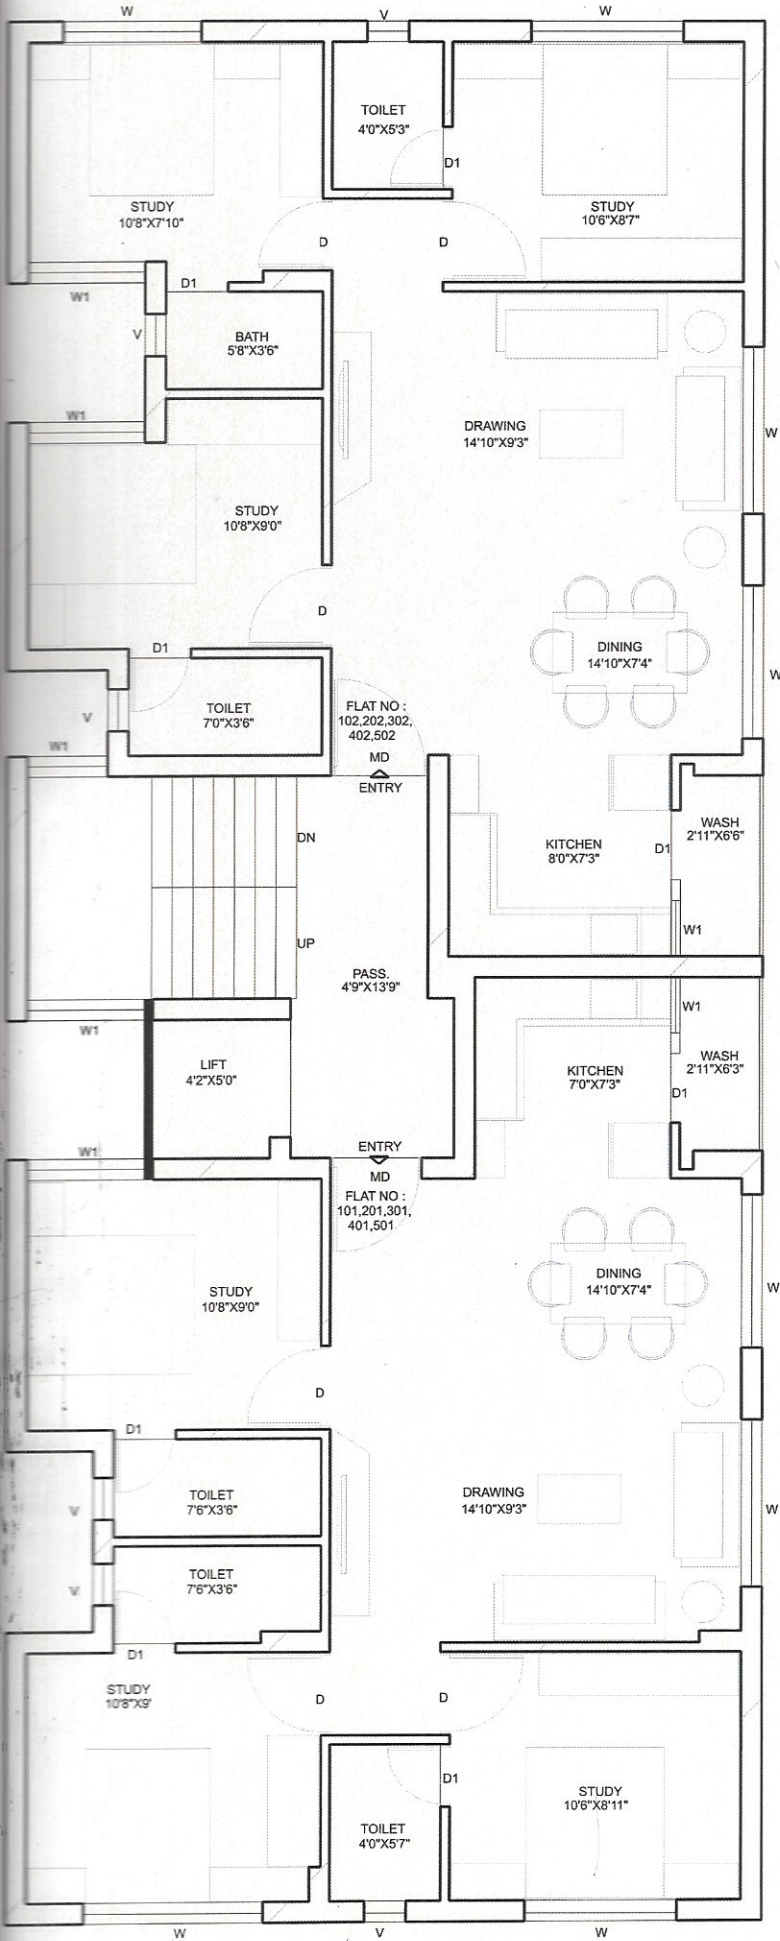 W
V
W
TOILET
4'0"X5'3"
D1
STUDY
10'8"X7'10"
STUDY
10'6"X8'7"
D
D
W1
D1
V
BATH
5'8"X3'6"
W1
DRAWING
14'10"X9'3"
W
STUDY
10'8"X9'0"
D
D1
DINING
14'10"X7'4"
W
TOILET
7'0"X3'6"
V
W1
FLAT NO :
102,202,302,
402,502
MD
ENTRY
DN
UP
KITCHEN
8'0"X7'3"
D1
WASH
2'11"X6'6"
W1
PASS.
4'9"X13'9"
W1
W1
LIFT
4'2"X5'0"
KITCHEN
7'0"X7'3"
WASH
2'11"X6'3"
D1
W1
ENTRY
MD
FLAT NO :
101,201,301,
401,501
STUDY
10'8"X9'0"
DINING
14'10"X7'4"
W
D
D1
TOILET
7'6"X3'6"
V
DRAWING
14'10"X9'3"
W
TOILET
7'6"X3'6"
V
D1
STUDY
10'8"X9'
D
D
D1
STUDY
10'6"X8'11"
TOILET
4'0"X5'7"
W
V
W